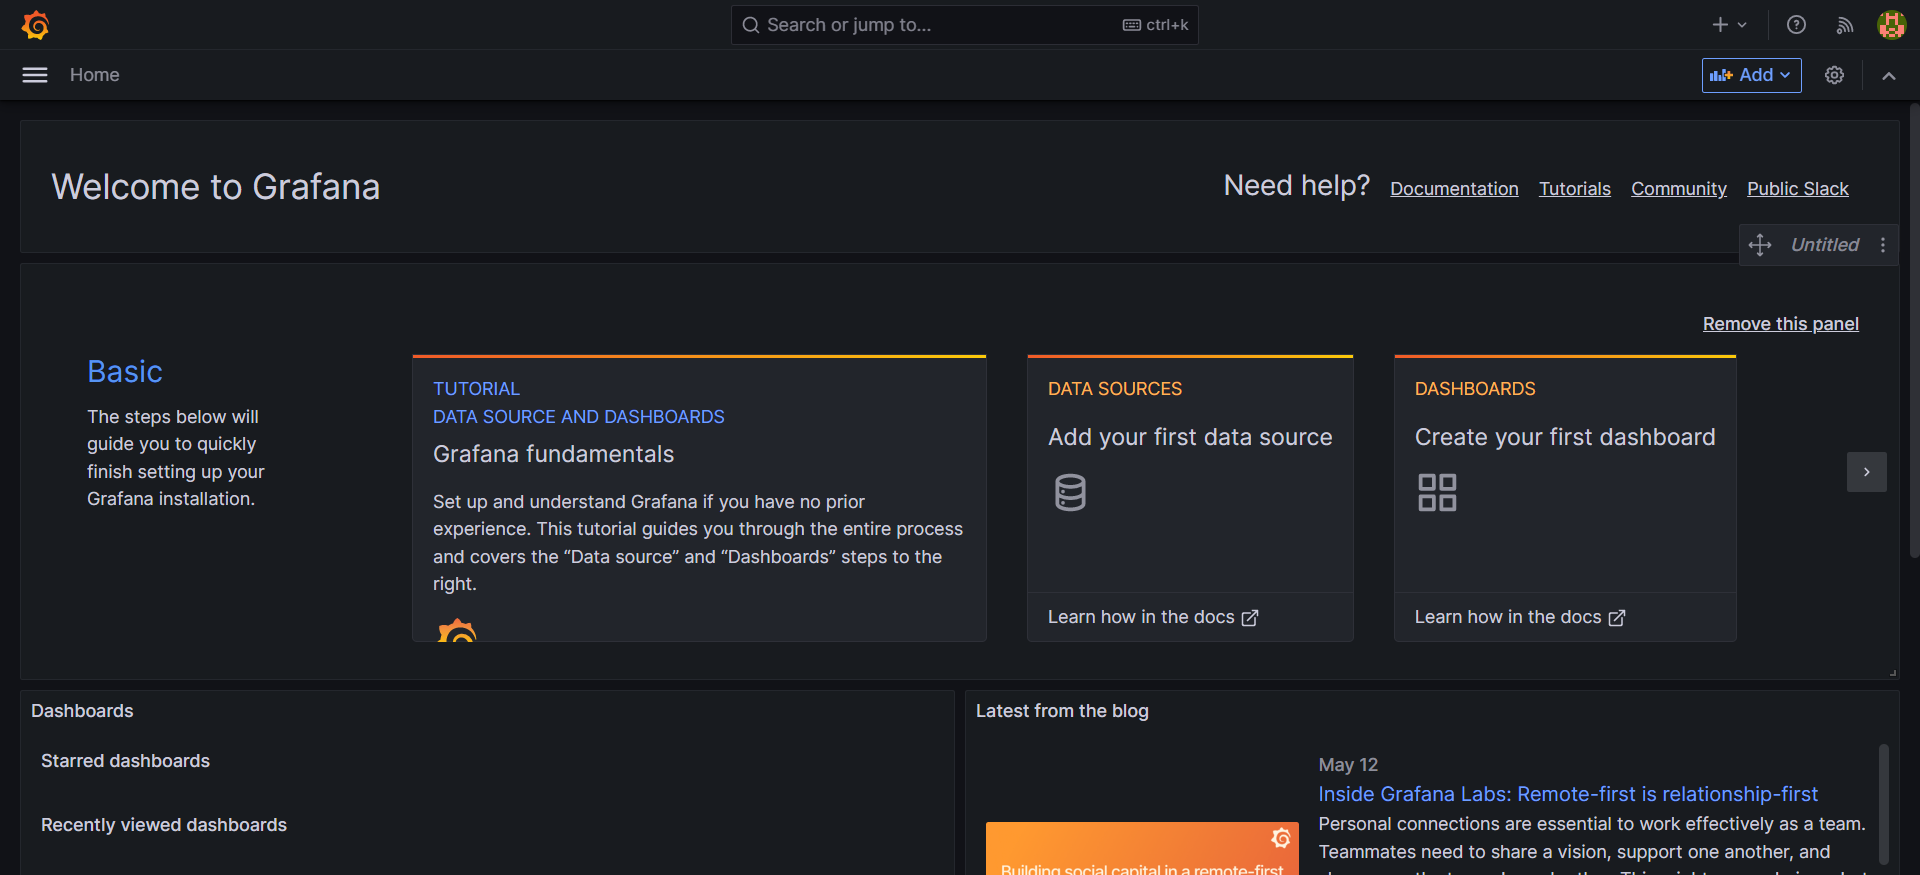 Search or jump to...
ctrl+k
Home
Add
Welcome to Grafana
Need help?
Documentation
Tutorials
Community
Public Slack
Untitled
Remove this panel
Basic
The steps below will
guide you to quickly
finish setting up your
Grafana installation.
TUTORIAL
DATA SOURCE AND DASHBOARDS
Grafana fundamentals
Set up and understand Grafana if you have no prior
experience. This tutorial guides you through the entire process
and covers the “Data source” and “Dashboards” steps to the
right.
DATA SOURCES
Add your first data source
Learn how in the docs
DASHBOARDS
Create your first dashboard
Learn how in the docs
Dashboards
Starred dashboards
Recently viewed dashboards
Latest from the blog
Building social capital in a remote-first
May 12
Inside Grafana Labs: Remote-first is relationship-first
Personal connections are essential to work effectively as a team.
Teammates need to share a vision, support one another, and